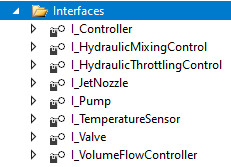 Interfaces
I_Controller
I_HydraulicMixingControl
I_HydraulicThrottlingControl
I_JetNozzle
I_Pump
I_TemperatureSensor
I_Valve
I_VolumeFlowController